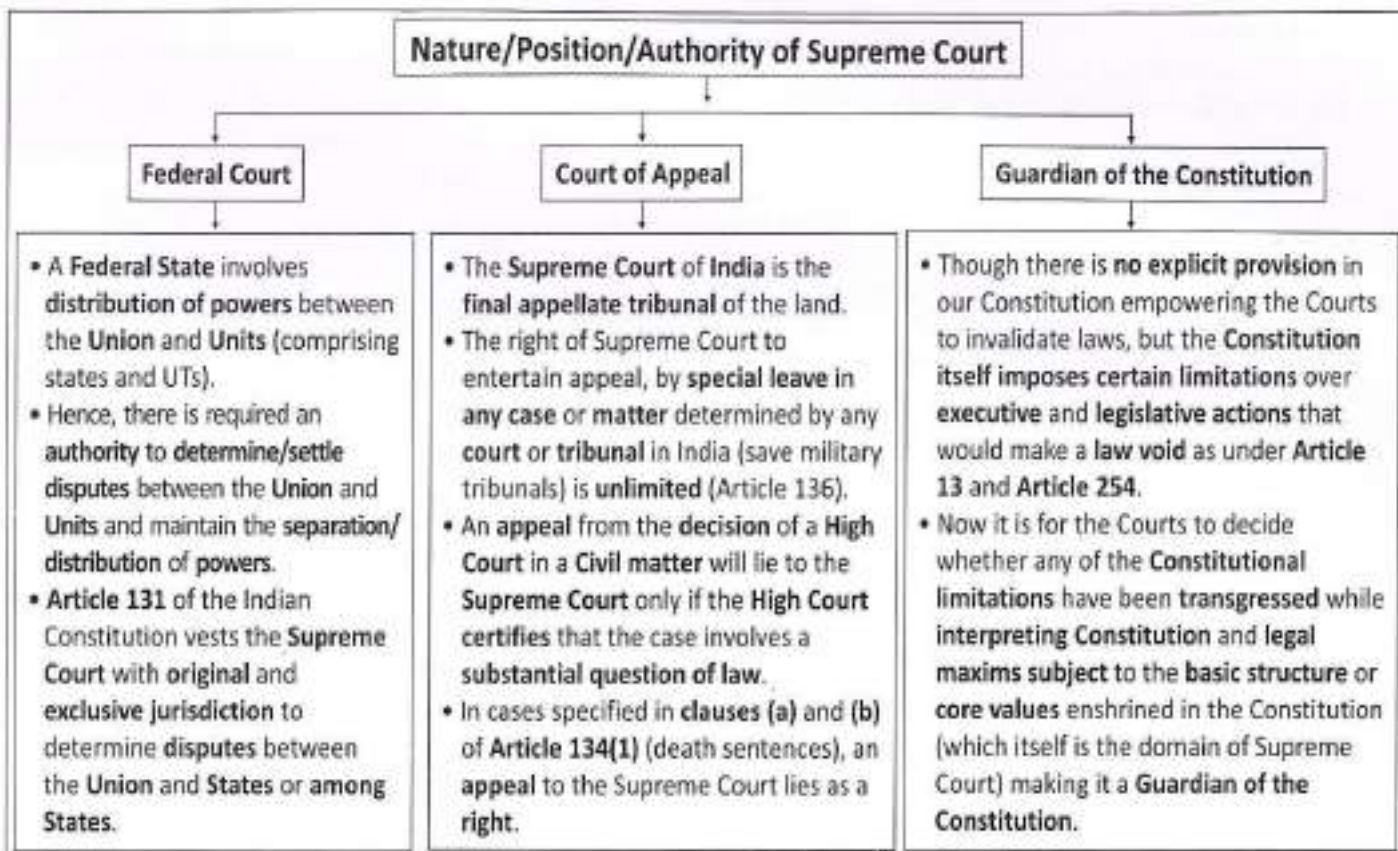 Nature/Position/Authority of Supreme Court
Federal Court
• A Federal State involves
distribution of powers between
the Union and Units (comprising
states and UTs).
• Hence, there is required an
authority to determine/settle
disputes between the Union and
Units and maintain the separation/
distribution of powers.
• Article 131 of the Indian
Constitution vests the Supreme
Court with original and
exclusive jurisdiction to
determine disputes between
the Union and States or among
States.
Court of Appeal
• The Supreme Court of India is the
final appellate tribunal of the land.
• The right of Supreme Court to
entertain appeal, by special leave in
any case or matter determined by any
court or tribunal in India (save military
tribunals) is unlimited (Article 136).
• An appeal from the decision of a High
Court in a Civil matter will lie to the
Supreme Court only if the High Court
certifies that the case involves a
substantial question of law.
• In cases specified in clauses (a) and (b)
of Article 134(1) (death sentences), an
appeal to the Supreme Court lies as a
right.
Guardian of the Constitution
• Though there is no explicit provision in
our Constitution empowering the Courts
to invalidate laws, but the Constitution
itself imposes certain limitations over
executive and legislative actions that
would make a law void as under Article
13 and Article 254.
• Now it is for the Courts to decide
whether any of the Constitutional
limitations have been transgressed while
interpreting Constitution and legal
maxims subject to the basic structure or
core values enshrined in the Constitution
(which itself is the domain of Supreme
Court) making it a Guardian of the
Constitution.